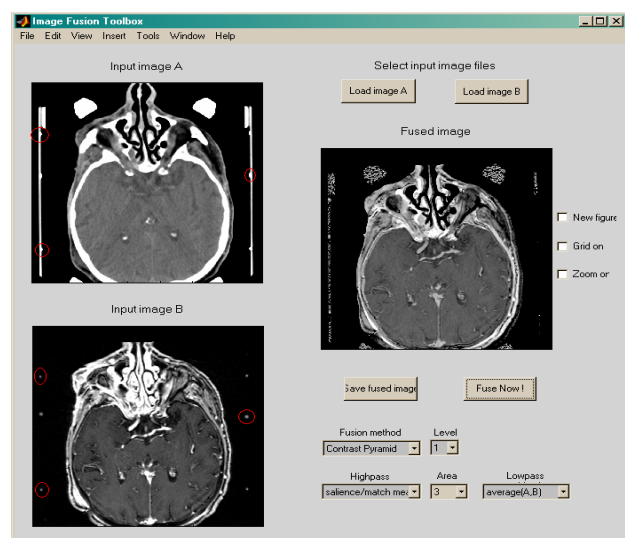 Image Fusion Toolbox
File Edit View Insert Tools Window Help
Input image A
Select input image files
Load image A
Load image B
Fused image
New figure
Grid on
Zoom or
Input image B
Save fused image
Fuse Now !
Fusion method
Level
Contrast Pyramid
1
Highpass
Area
Lowpass
salience/match mea
3
average(A,B)